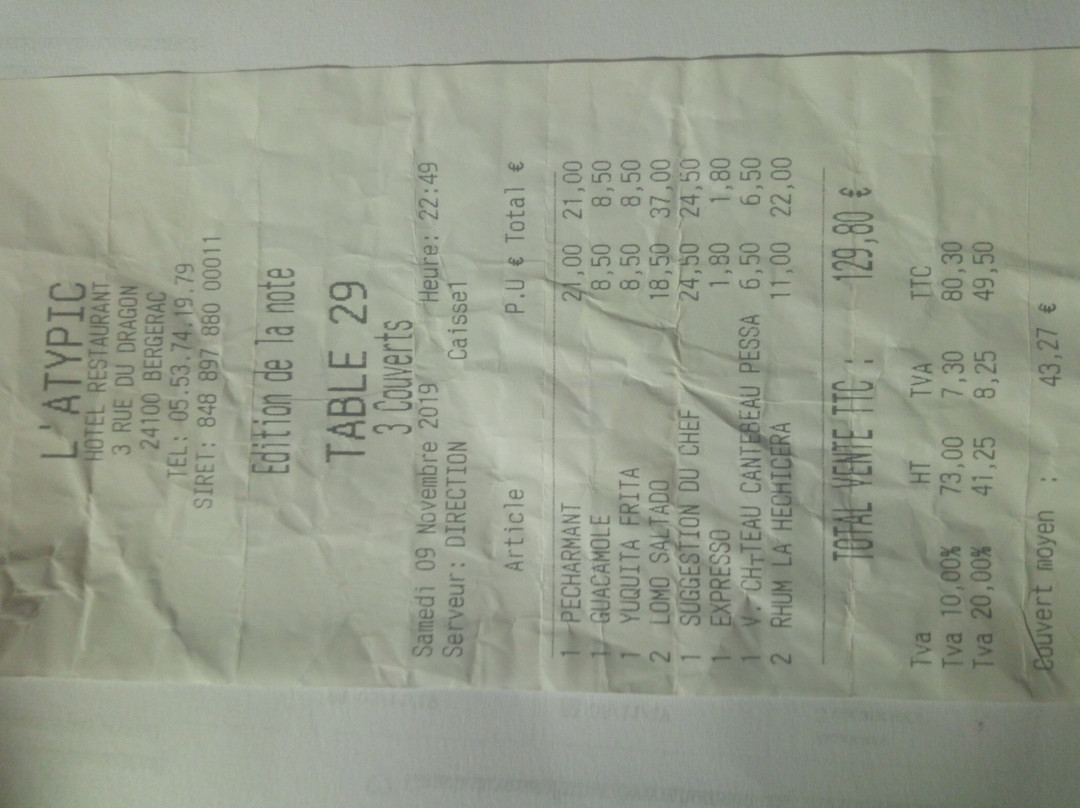 L'ATYPIC
HOTEL RESTAURANT
3 RUE DU DRAGON
24100 BERGERAC
TEL: 05.53.74.19.79
SIRET: 848 897 880 00011
Edition de la note
TABLE 29
3 Couverts
Samedi 09 Novembre 2019 Heure: 22:49
Serveur: DIRECTION Caisse1
Article P.U € Total €
1 PECHARMANT 21,00 21,00
1 GUACAMOLE 8,50 8,50
1 YUQUITA FRITA 8,50 8,50
2 LOMO SALTADO 18,50 37,00
1 SUGGESTION DU CHEF 24,50 24,50
1 EXPRESSO 1,80 1,80
1 V. CH┬TEAU CANTEBEAU PESSA 6,50 6,50
2 RHUM LA HECHICERA 11,00 22,00
TOTAL VENTE TTC : 129,80 €
Tva HT TVA TTC
Tva 10,00% 73,00 7,30 80,30
Tva 20,00% 41,25 8,25 49,50
Couvert moyen : 43,27 €